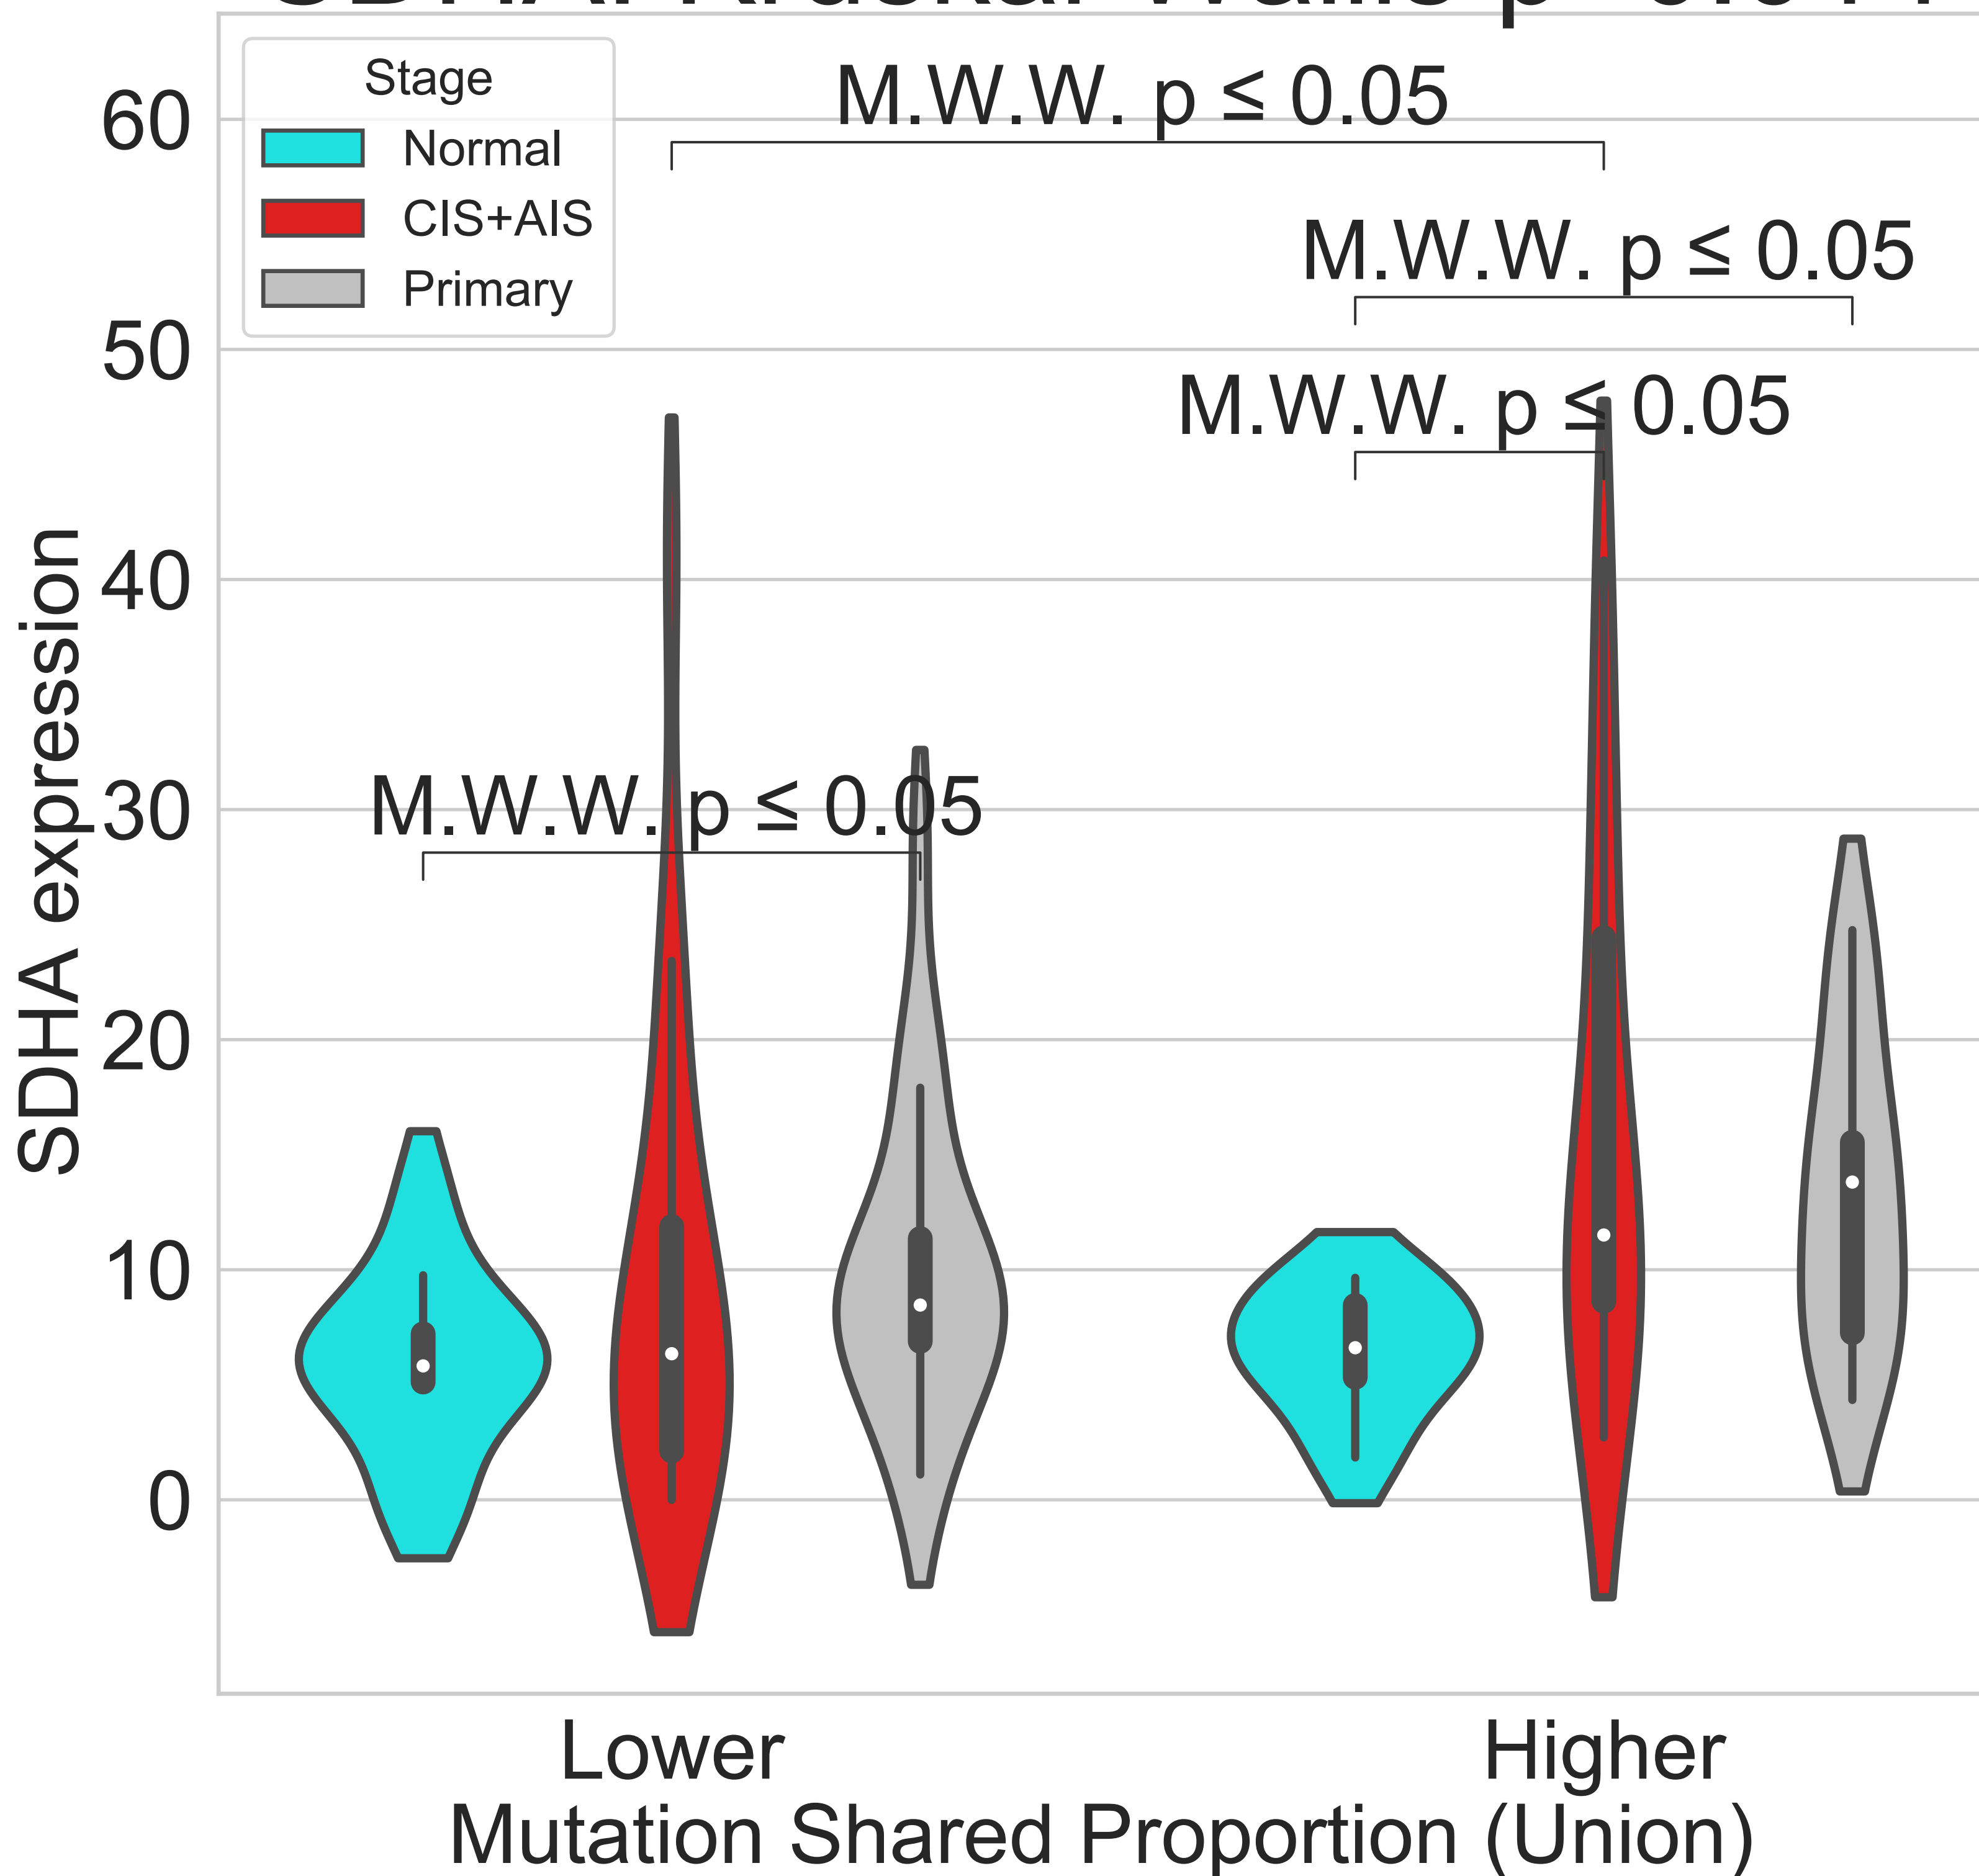 Stage
Normal
CIS+AIS
Primary
M.W.W. p ≤ 0.05
M.W.W. p ≤ 0.05
M.W.W. p ≤ 0.05
M.W.W. p ≤ 0.05
60
50
40
30
20
10
0
SDHA expression
Lower
Higher
Mutation Shared Proportion (Union)